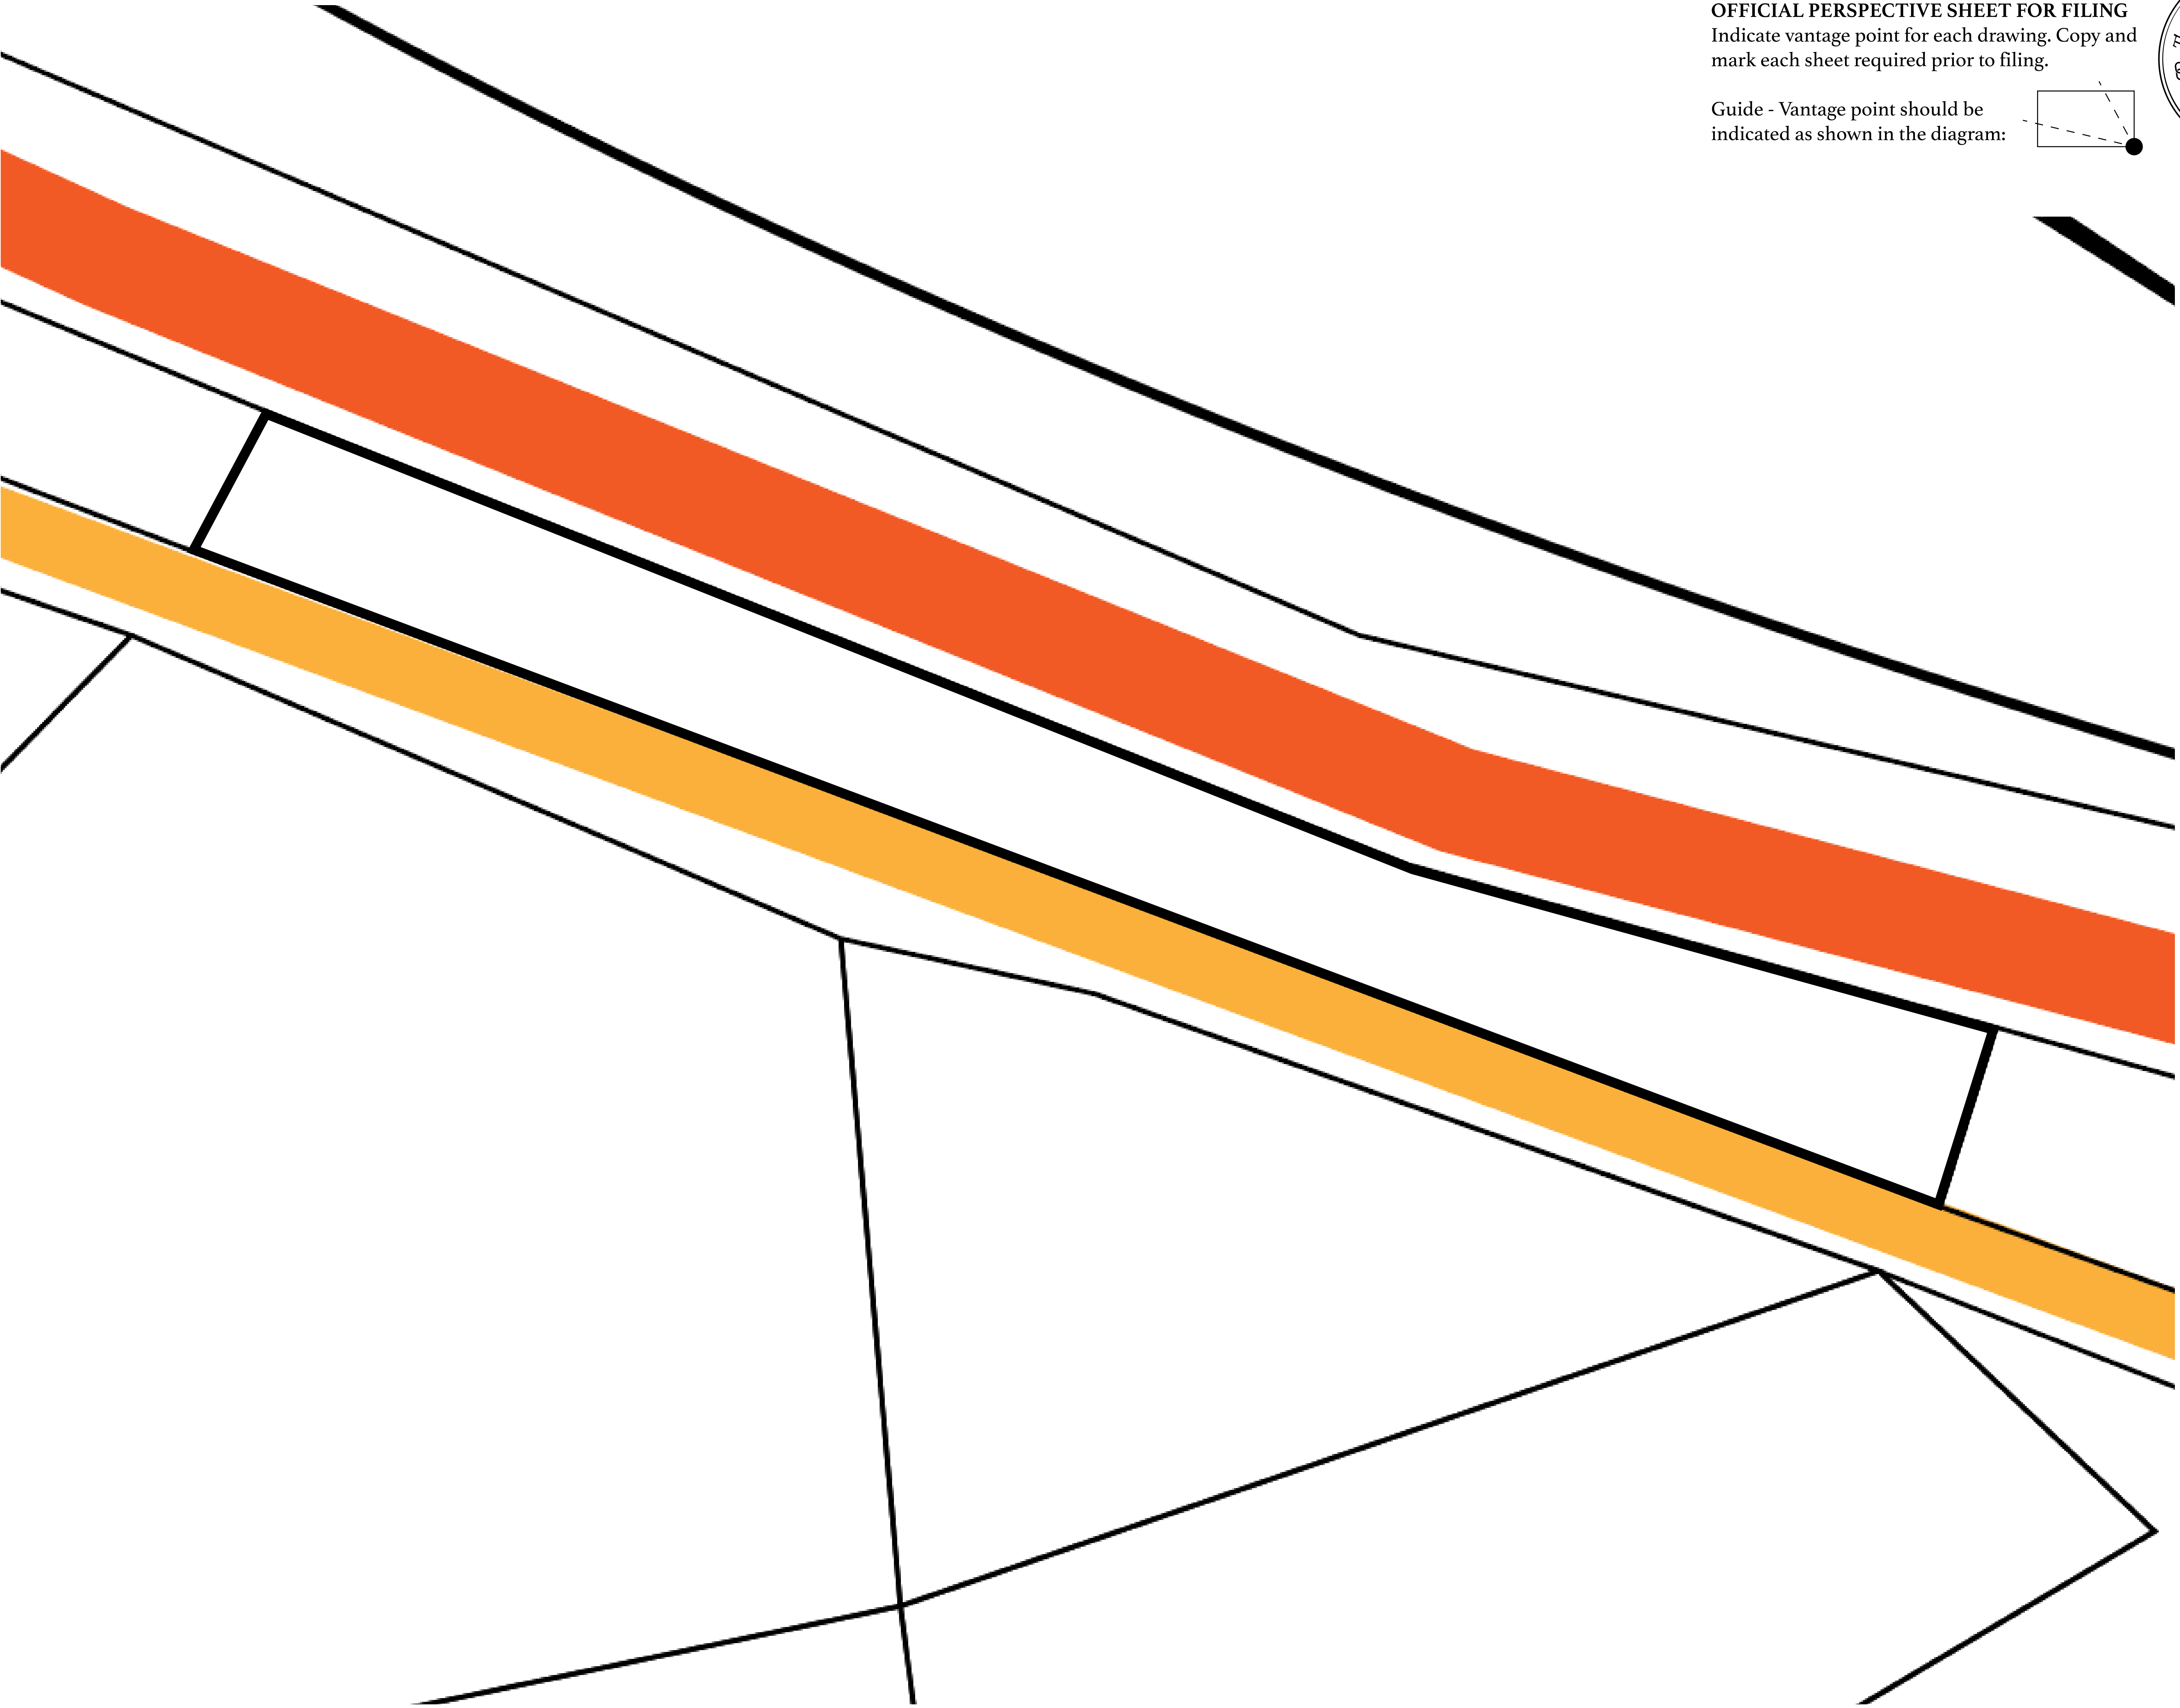 OFFICIAL PERSPECTIVE SHEET FOR FILING
Indicate vantage point for each drawing. Copy and
mark each sheet required prior to filing.
Guide - Vantage point should be
indicated as shown in the diagram: